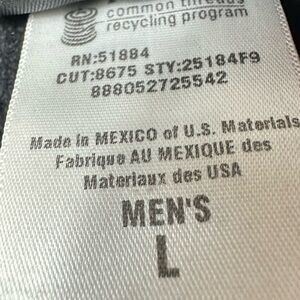 common threads
recycling program
RN:51884
CUT:8675 STY:25184F9
888052725542
Made in MEXICO of U.S. Materials
Fabriqué AU MEXIQUE des
Materiaux des USA
MEN'S
L